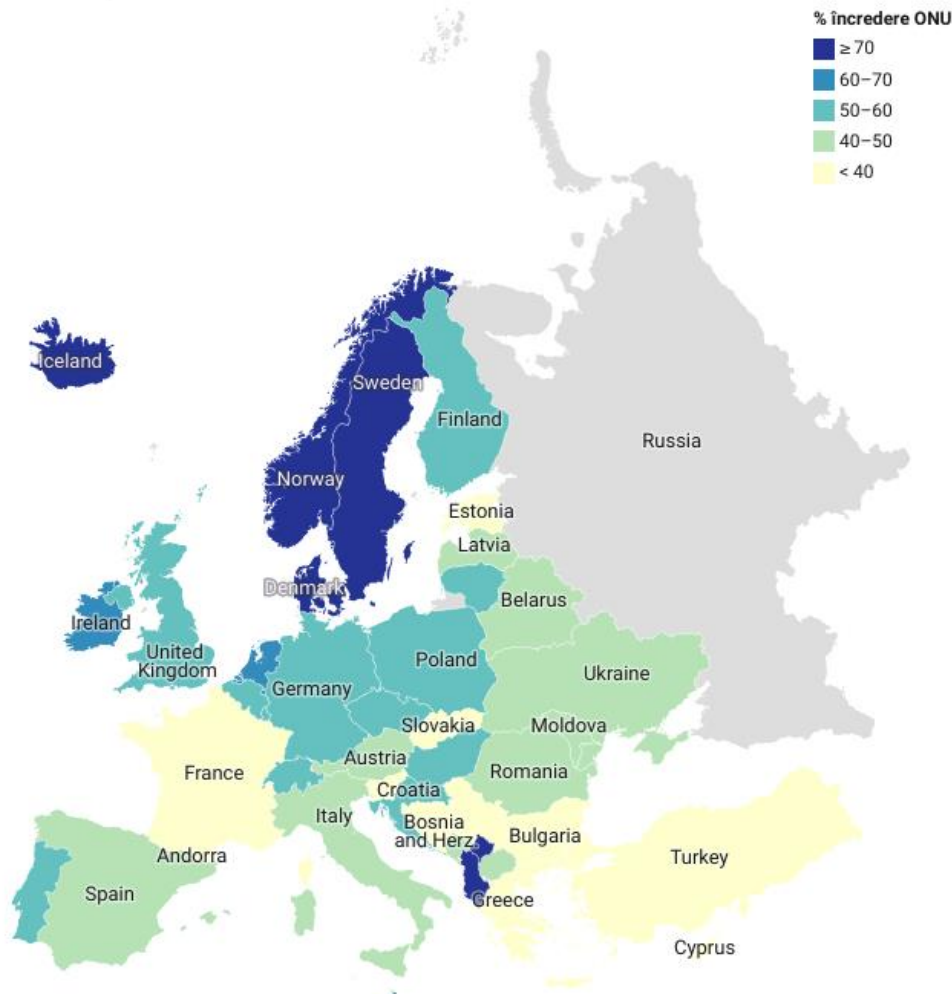 % încredere ONU
≥ 70
60–70
50–60
40–50
< 40
Iceland
Sweden
Finland
Russia
Norway
Estonia
Latvia
Denmark
Belarus
Ireland
United
Kingdom
Poland
Ukraine
Germany
Slovakia
Moldova
Austria
France
Romania
Croatia
Italy
Bosnia
and Herz.
Bulgaria
Andorra
Turkey
Spain
Greece
Cyprus